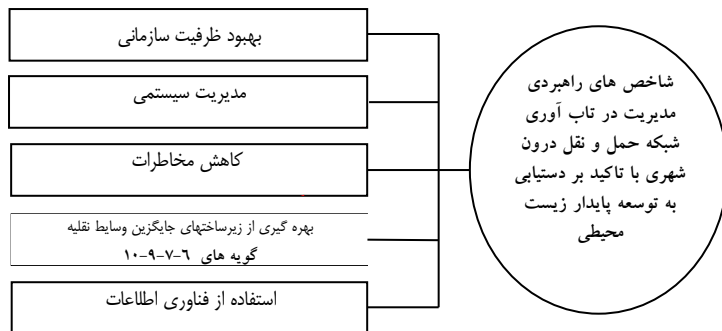 بهبود ظرفیت سازمانی
مدیریت سیستمی
کاهش مخاطرات
بهره گیری از زیرساختهای جایگزین وسایط نقلیه
گویه های ۶-۷-۹-۱۰
استفاده از فناوری اطلاعات
شاخص های راهبردی
مدیریت در تاب آوری
شبکه حمل و نقل درون
شهری با تاکید بر دستیابی
به توسعه پایدار زیست
محیطی